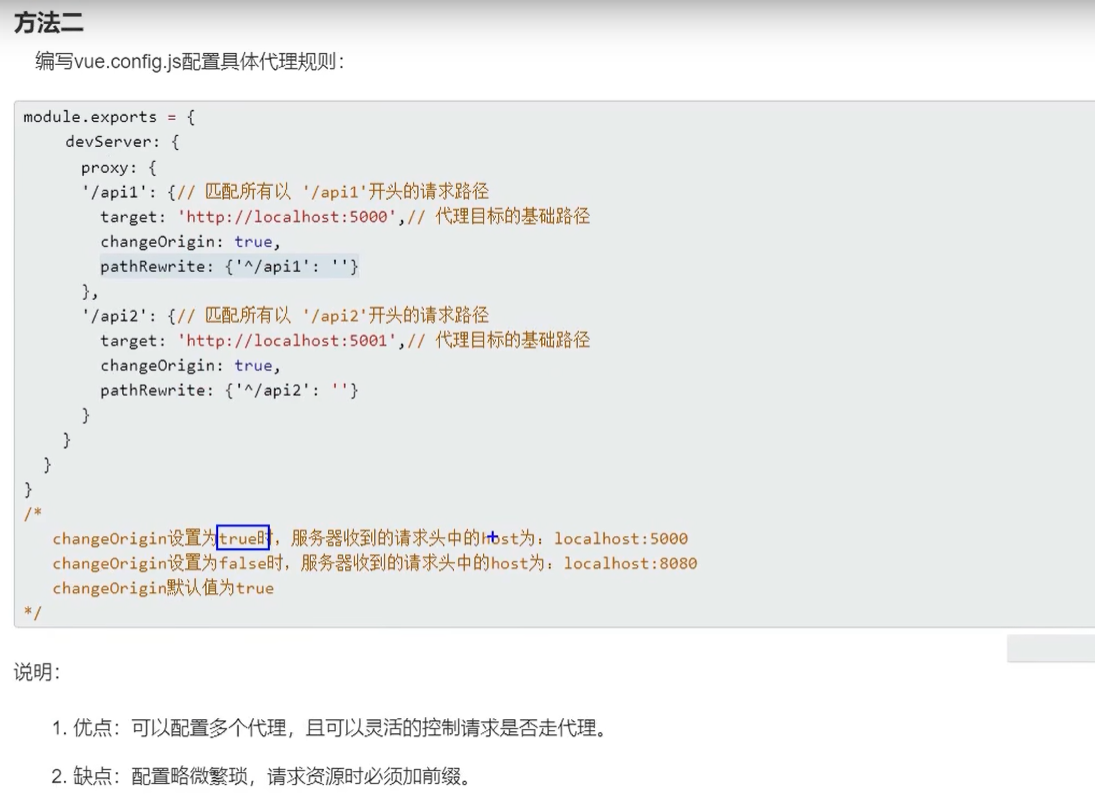 方法二
编写vue.config.js配置具体代理规则：
module.exports = {
devServer: {
proxy: {
'/api1': {// 匹配所有以 '/api1'开头的请求路径
target: 'http://localhost:5000',// 代理目标的基础路径
changeOrigin: true,
pathRewrite: {'^/api1': ''}
},
'/api2': {// 匹配所有以 '/api2'开头的请求路径
target: 'http://localhost:5001',// 代理目标的基础路径
changeOrigin: true,
pathRewrite: {'^/api2': ''}
}
}
}
}
/*
changeOrigin设置为true时，服务器收到的请求头中的host为：localhost:5000
changeOrigin设置为false时，服务器收到的请求头中的host为：localhost:8080
changeOrigin默认值为true
*/
说明：
1. 优点：可以配置多个代理，且可以灵活的控制请求是否走代理。
2. 缺点：配置略微繁琐，请求资源时必须加前缀。